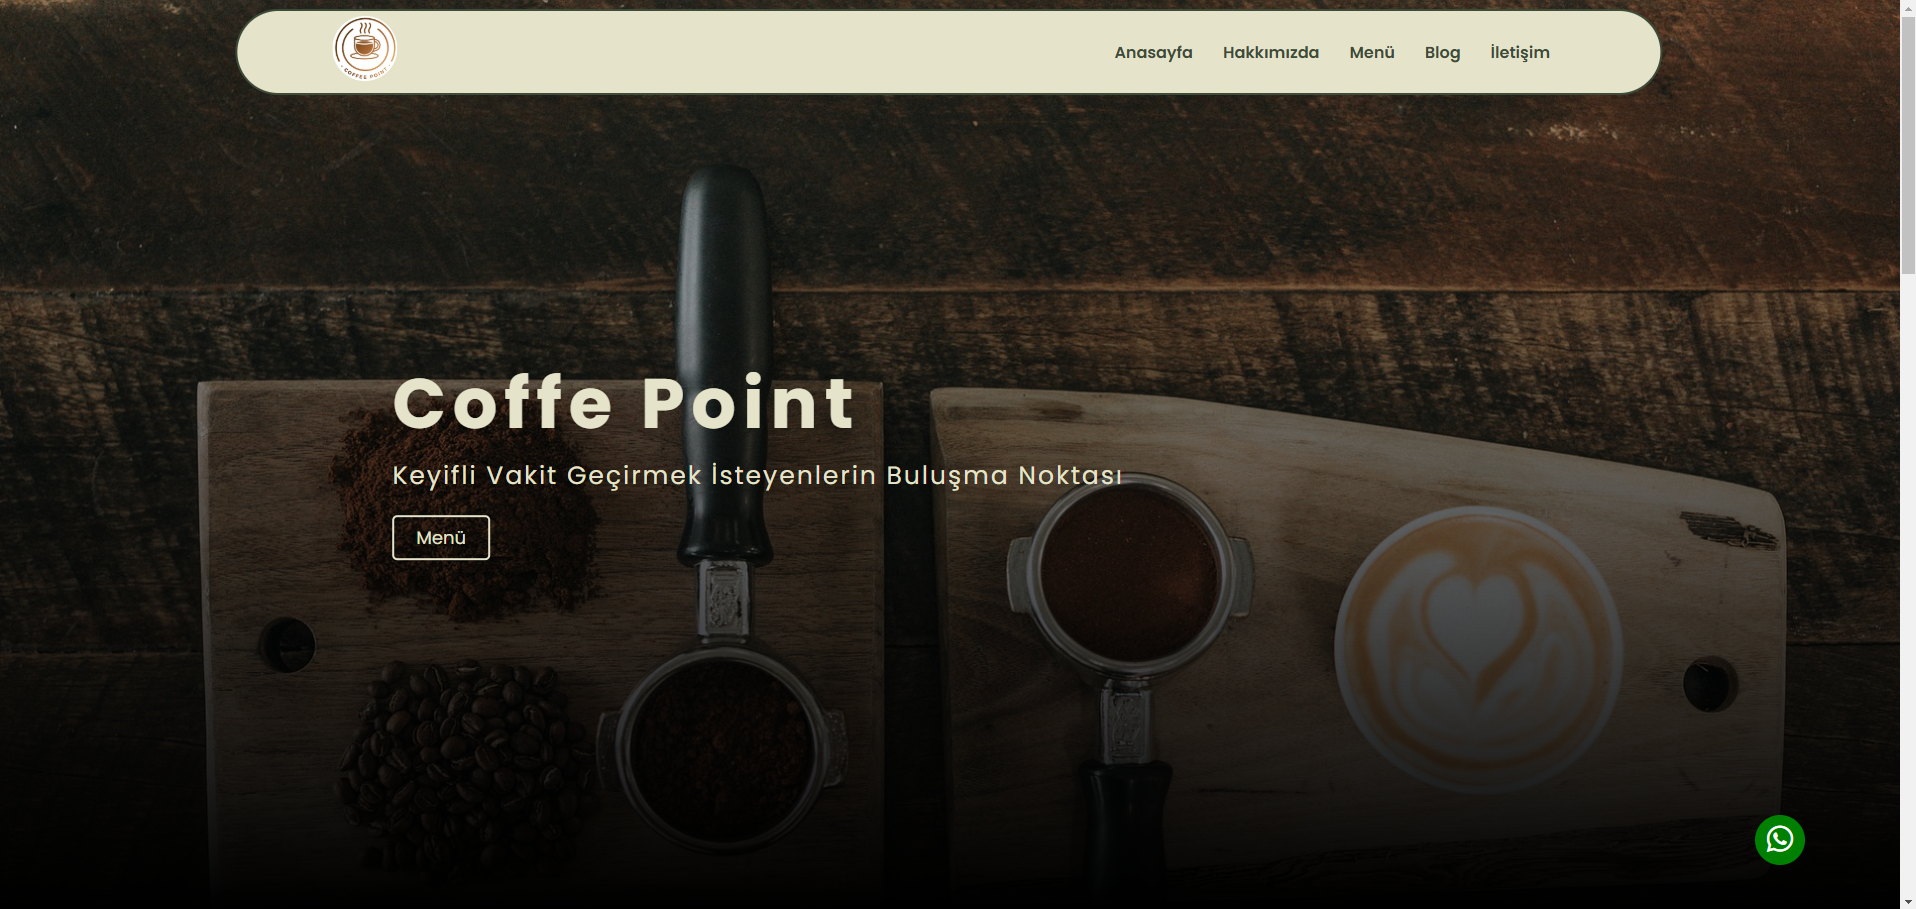 COFFEE POINT
Anasayfa Hakkımızda Menü Blog İletişim
Coffe Point
Keyifli Vakit Geçirmek İsteyenlerin Buluşma Noktası
Menü